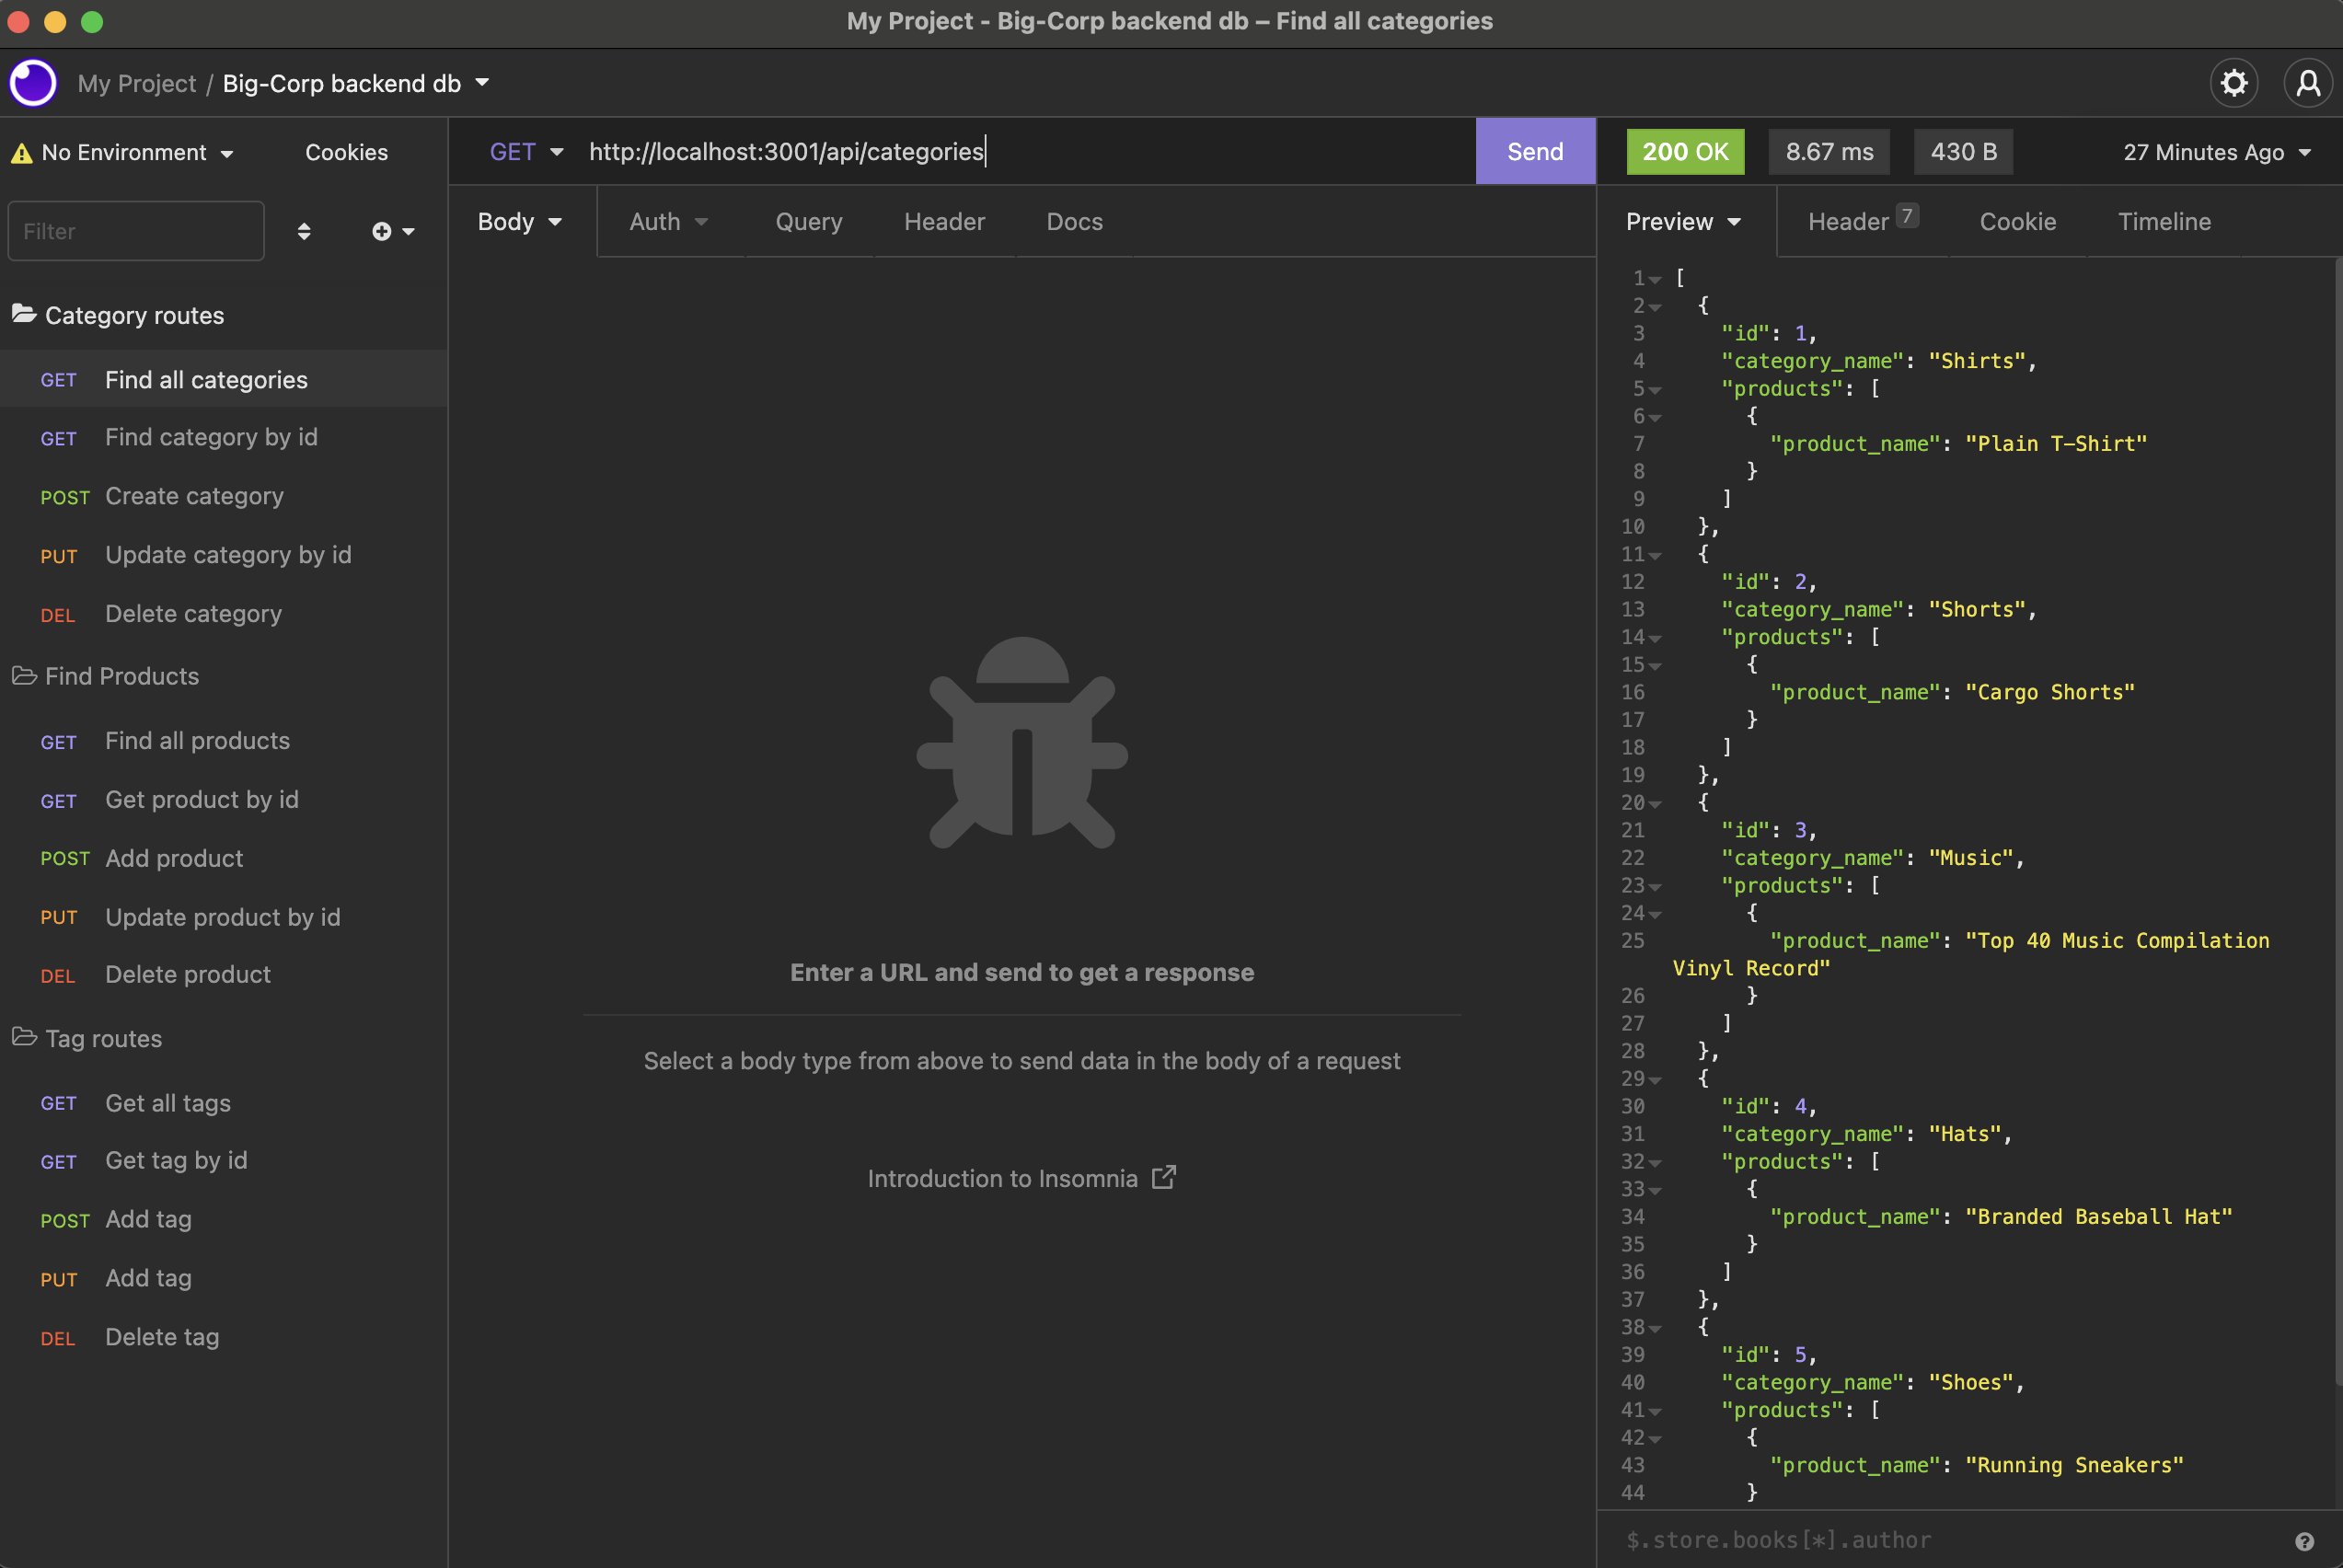 My Project - Big-Corp backend db – Find all categories
My Project / Big-Corp backend db
No Environment
Cookies
Filter
Category routes
GET Find all categories
GET Find category by id
POST Create category
PUT Update category by id
DEL Delete category
Find Products
GET Find all products
GET Get product by id
POST Add product
PUT Update product by id
DEL Delete product
Tag routes
GET Get all tags
GET Get tag by id
POST Add tag
PUT Add tag
DEL Delete tag
GET http://localhost:3001/api/categories Send
Body Auth Query Header Docs
Enter a URL and send to get a response
Select a body type from above to send data in the body of a request
Introduction to Insomnia
200 OK 8.67 ms 430 B 27 Minutes Ago
Preview Header 7 Cookie Timeline
1 [
2 {
3 "id": 1,
4 "category_name": "Shirts",
5 "products": [
6 {
7 "product_name": "Plain T-Shirt"
8 }
9 ]
10 },
11 {
12 "id": 2,
13 "category_name": "Shorts",
14 "products": [
15 {
16 "product_name": "Cargo Shorts"
17 }
18 ]
19 },
20 {
21 "id": 3,
22 "category_name": "Music",
23 "products": [
24 {
25 "product_name": "Top 40 Music Compilation
Vinyl Record"
26 }
27 ]
28 },
29 {
30 "id": 4,
31 "category_name": "Hats",
32 "products": [
33 {
34 "product_name": "Branded Baseball Hat"
35 }
36 ]
37 },
38 {
39 "id": 5,
40 "category_name": "Shoes",
41 "products": [
42 {
43 "product_name": "Running Sneakers"
44 }
$.store.books[*].author